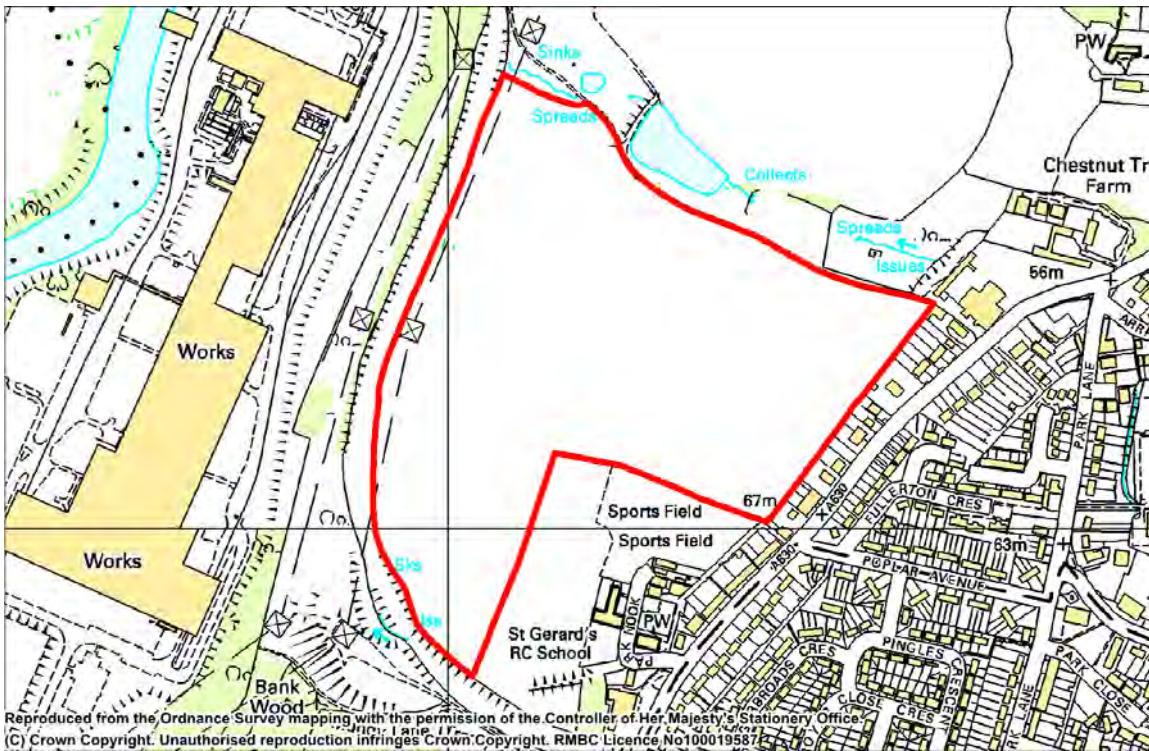 Sinks
PW
Spreads
Collects
Chestnut Tr
Farm
Spreads
Issues
56m
ARR
Works
PARK LANE
67m
Sports Field
Sports Field
A630
FULLERTON CRES
63m
A630
POPLAR AVENUE
Works
Sks
Iss
PARK NOOK
PW
St Gerard's
RC School
PINGLES CRESCENT
CRES
CLOSE CRES
PARK CLOSE
Bank
Wood
Reproduced from the Ordnance Survey mapping with the permission of the Controller of Her Majesty's Stationery Office.
(C) Crown Copyright. Unauthorised reproduction infringes Crown Copyright. RMBC Licence No100019587